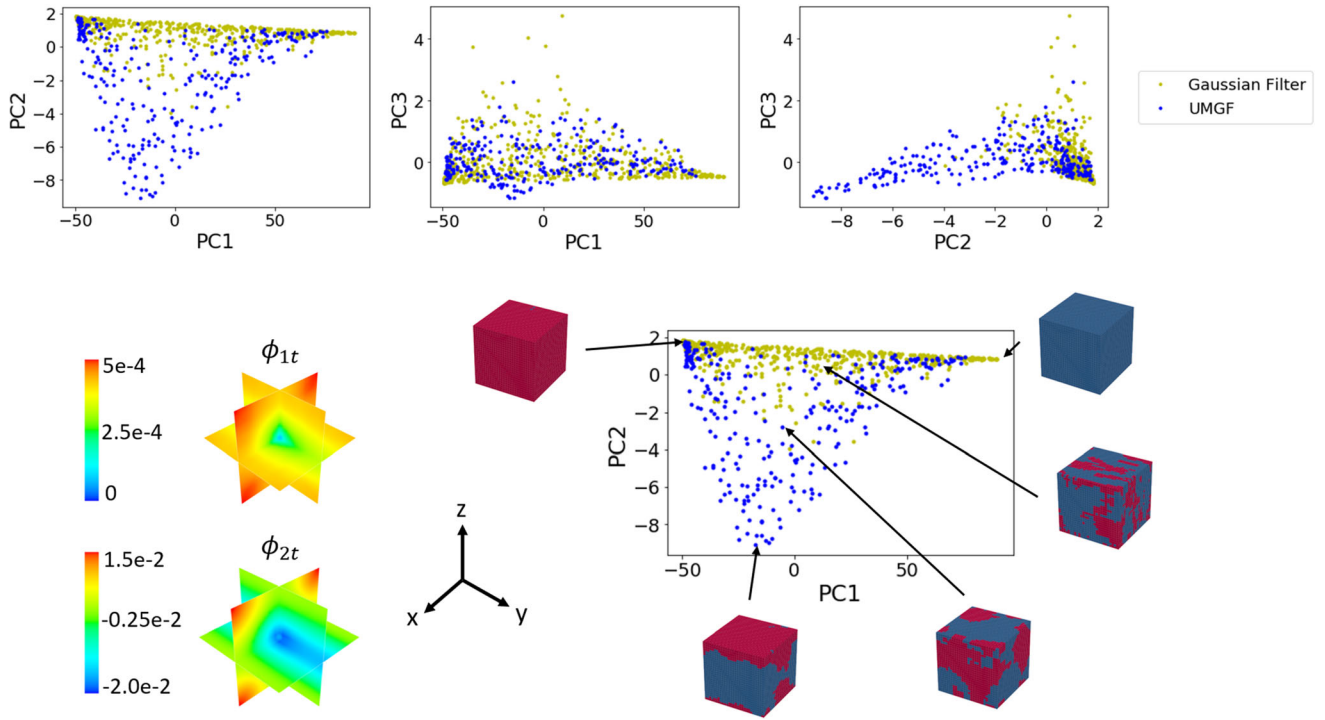 2
0
−2
−4
−6
−8
PC2
−50
0
50
PC1
4
2
0
PC3
−50
0
50
PC1
4
2
0
PC3
−8
−6
−4
−2
0
2
PC2
Gaussian Filter
UMGF
5e-4
2.5e-4
0
ϕ1t
1.5e-2
-0.25e-2
-2.0e-2
ϕ2t
z
x
y
2
0
−2
−4
−6
−8
PC2
−50
0
50
PC1